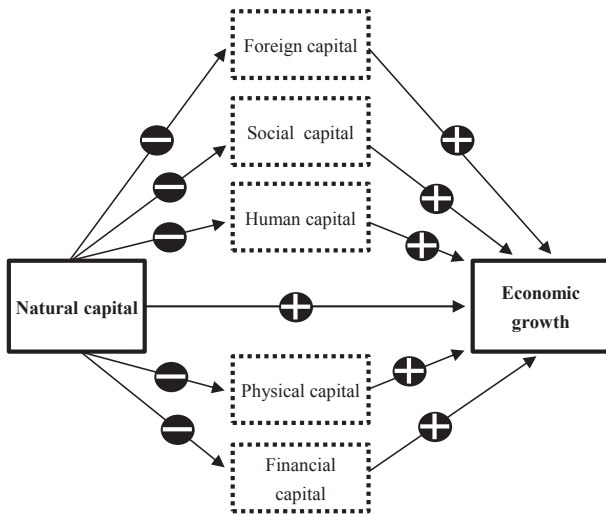 Foreign capital
Social capital
Human capital
Natural capital
Economic
growth
Physical capital
Financial
capital